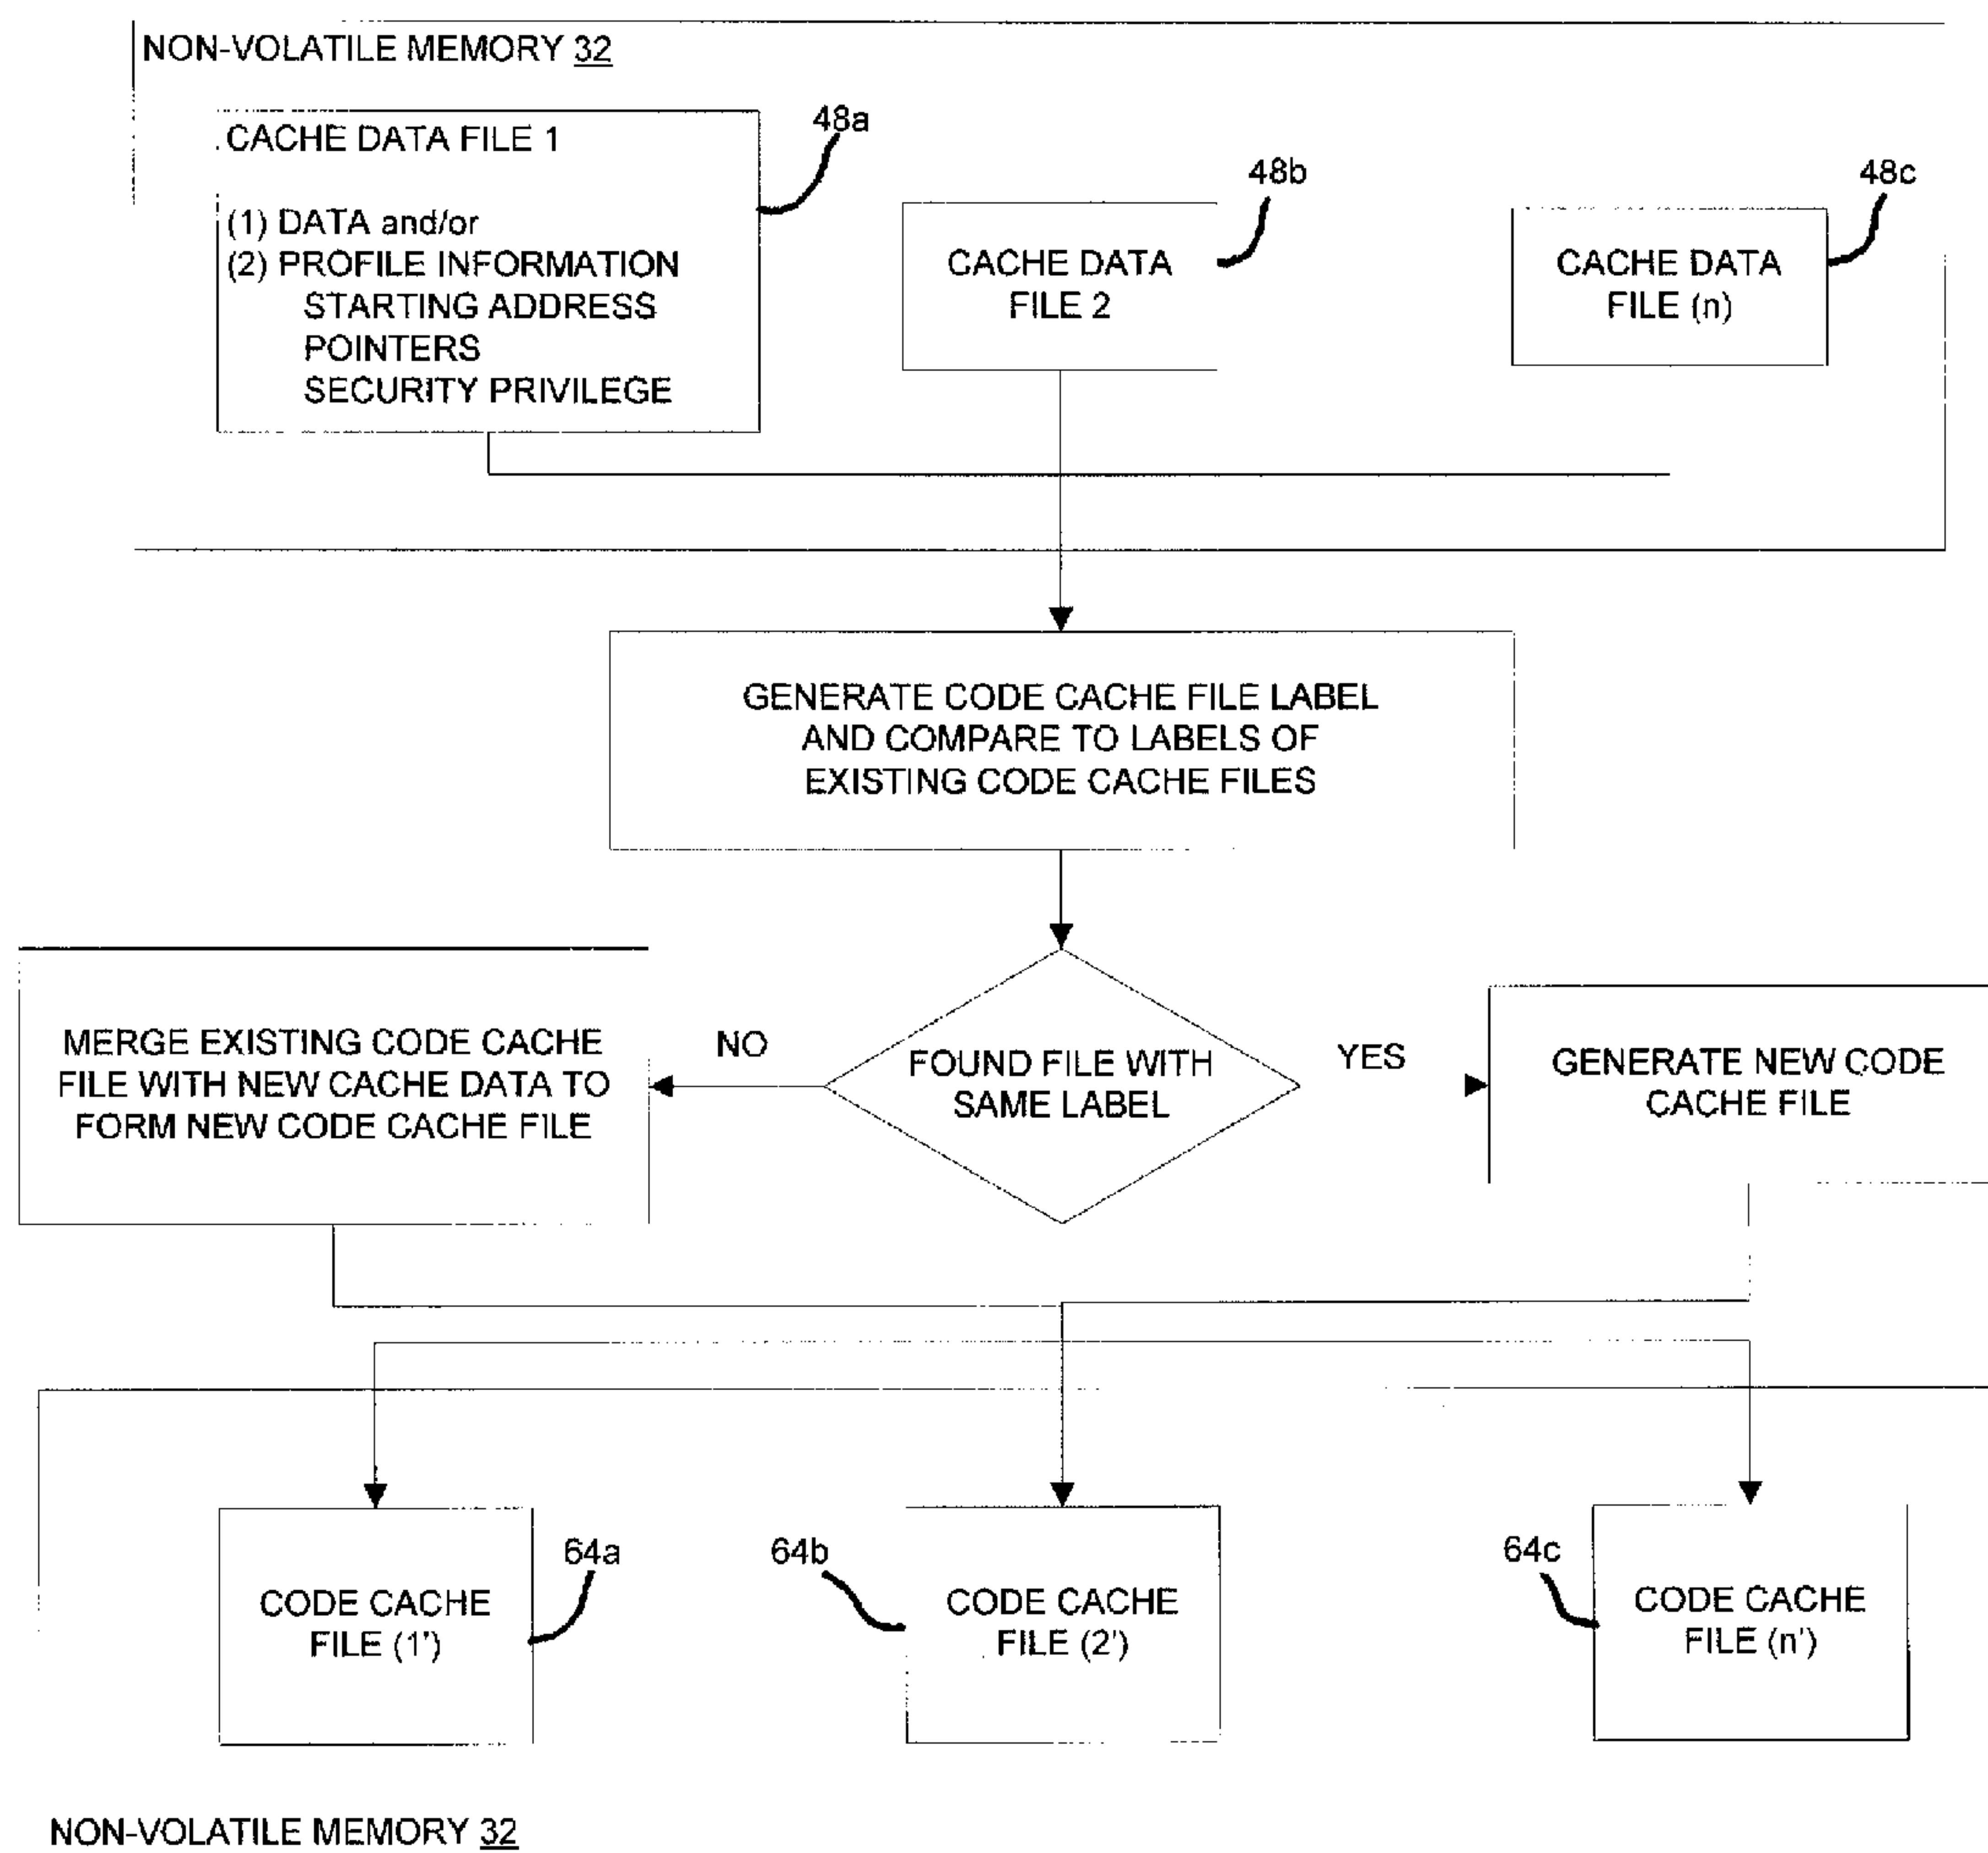 NON-VOLATILE MEMORY 32
CACHE DATA FILE 1
(1) DATA and/or
(2) PROFILE INFORMATION
STARTING ADDRESS
POINTERS
SECURITY PRIVILEGE
48a
CACHE DATA
FILE 2
48b
CACHE DATA
FILE (n)
48c
GENERATE CODE CACHE FILE LABEL
AND COMPARE TO LABELS OF
EXISTING CODE CACHE FILES
MERGE EXISTING CODE CACHE
FILE WITH NEW CACHE DATA TO
FORM NEW CODE CACHE FILE
NO
FOUND FILE WITH
SAME LABEL
YES
GENERATE NEW CODE
CACHE FILE
CODE CACHE
FILE (1')
64a
64b
CODE CACHE
FILE (2')
64c
CODE CACHE
FILE (n')
NON-VOLATILE MEMORY 32